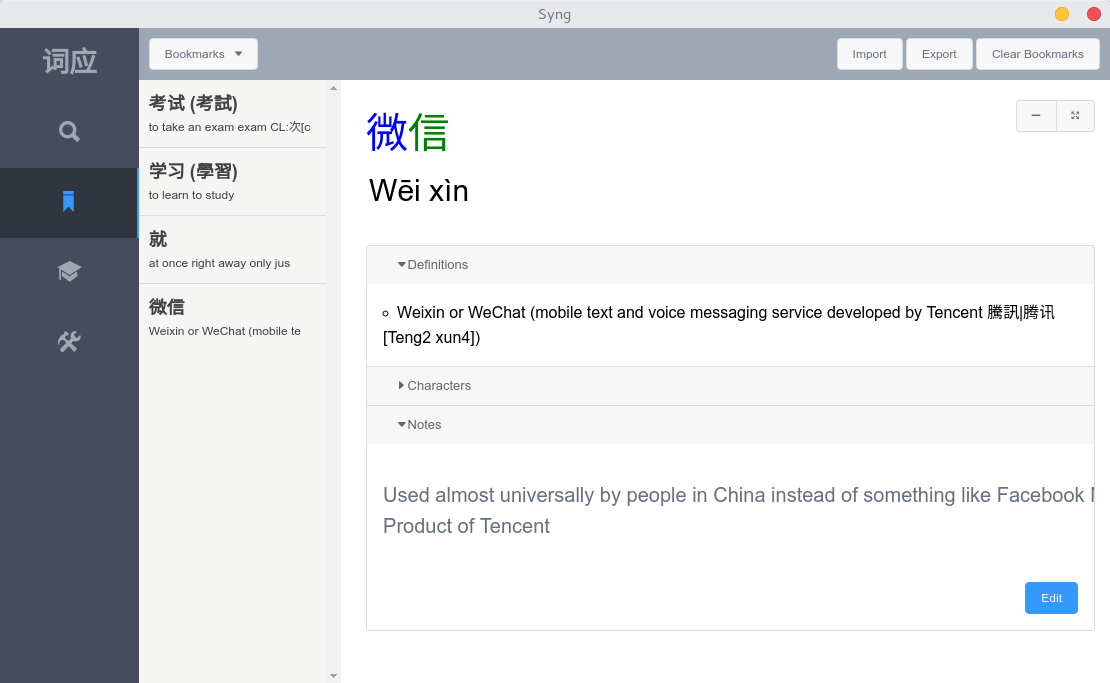 Syng
词应
Bookmarks
Import
Export
Clear Bookmarks
考试 (考試)
to take an exam exam CL:次[c
学习 (學習)
to learn to study
就
at once right away only jus
微信
Weixin or WeChat (mobile te
微信
Wēi xìn
Definitions
Weixin or WeChat (mobile text and voice messaging service developed by Tencent 騰訊|腾讯
[Teng2 xun4])
Characters
Notes
Used almost universally by people in China instead of something like Facebook
Product of Tencent
Edit